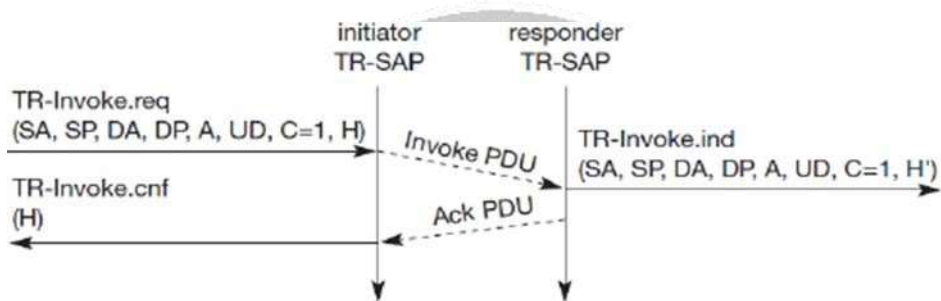 initiator
TR-SAP
responder
TR-SAP
TR-Invoke.req
(SA, SP, DA, DP, A, UD, C=1, H)
Invoke PDU
TR-Invoke.ind
(SA, SP, DA, DP, A, UD, C=1, H')
TR-Invoke.cnf
(H)
Ack PDU